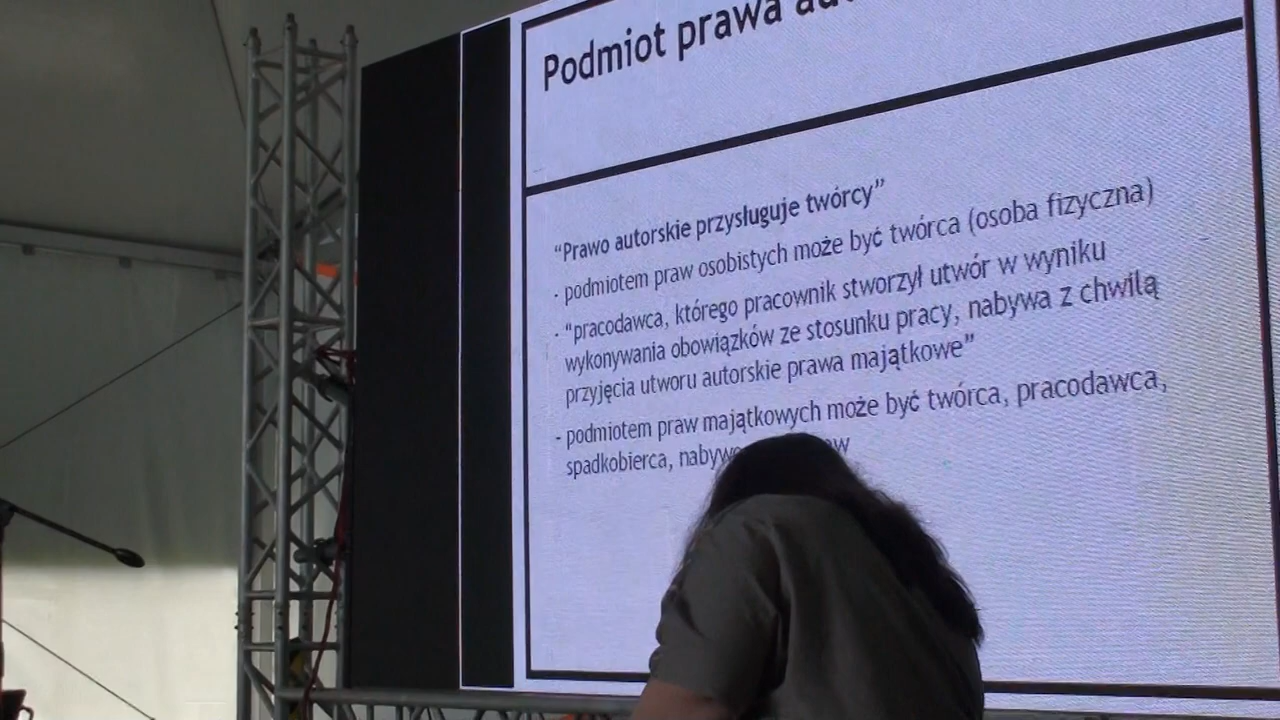 Podmiot prawa
“Prawo autorskie przysługuje twórcy”
- podmiotem praw osobistych może być twórca (osoba fizyczna)
- “pracodawca, którego pracownik stworzył utwór w wyniku
wykonywania obowiązków ze stosunku pracy, nabywa z chwilą
przyjęcia utworu autorskie prawa majątkowe”
- podmiotem praw majątkowych może być twórca, pracodawca,
spadkobierca,